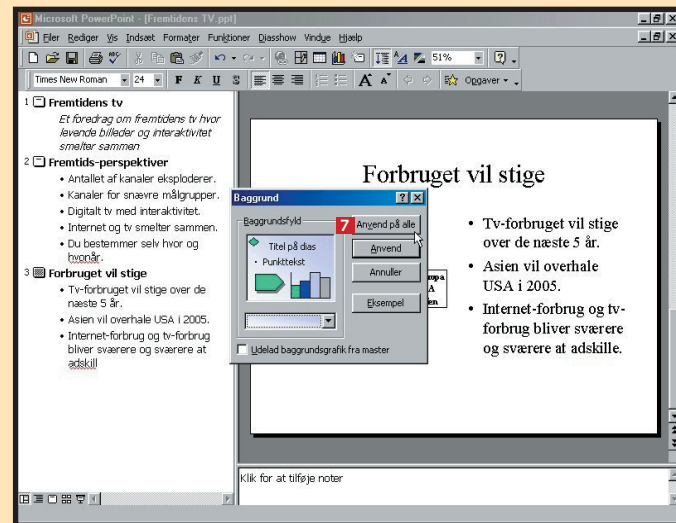 Microsoft PowerPoint - [Fremtidens TV.ppt]
Filer Rediger Vis Indsæt Formater Funktioner Diasshow Vindue Hjælp
51%
Times New Roman 24 F K U S Opgaver
1 Fremtidens tv
Et foredrag om fremtidens tv hvor
levende billeder og interaktivitet
smelter sammen
2 Fremtids-perspektiver
• Antallet af kanaler eksploderer.
• Kanaler for snævre målgrupper.
• Digitalt tv med interaktivitet.
• Internet og tv smelter sammen.
• Du bestemmer selv hvor og
hvonår.
3 Forbruget vil stige
• Tv-forbruget vil stige over de
næste 5 år.
• Asien vil overhale USA i 2005.
• Internet-forbrug og tv-forbrug
bliver sværere og sværere at
adskill
Baggrund
Baggrundsfyld
Titel på dias
• Punkttekst
7 Anvend på alle
Anvend
Annuller
Eksempel
Udelad baggrundsgrafik fra master
Forbruget vil stige
• Tv-forbruget vil stige
over de næste 5 år.
• Asien vil overhale
USA i 2005.
• Internet-forbrug og tv-
forbrug bliver sværere
og sværere at adskille.
Klik for at tilføje noter